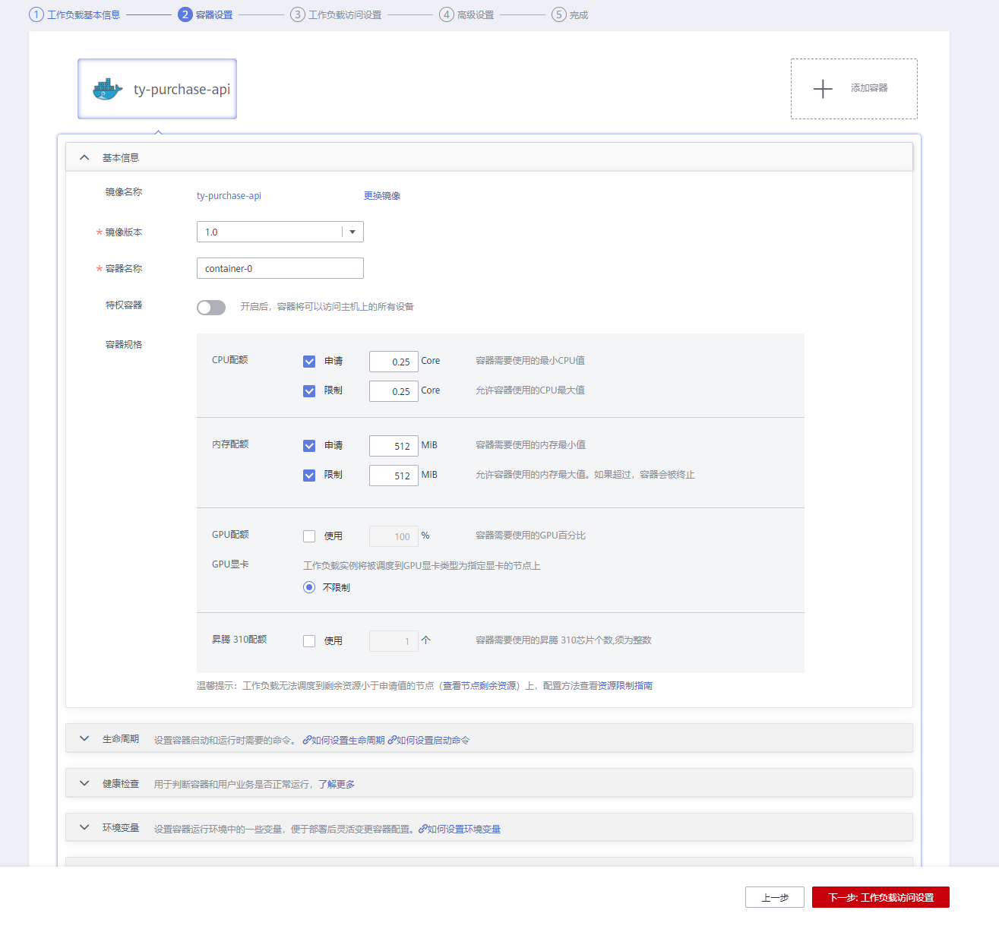 1 工作负载基本信息 2 容器设置 3 工作负载访问设置 4 高级设置 5 完成
ty-purchase-api 添加容器
基本信息
镜像名称 ty-purchase-api 更换镜像
* 镜像版本 1.0
* 容器名称 container-0
特权容器 开启后，容器将可以访问主机上的所有设备
容器规格
CPU配额 申请 0.25 Core 容器需要使用的最小CPU值
限制 0.25 Core 允许容器使用的CPU最大值
内存配额 申请 512 MiB 容器需要使用的内存最小值
限制 512 MiB 允许容器使用的内存最大值。如果超过，容器会被终止
GPU配额 使用 100 % 容器需要使用的GPU百分比
GPU显卡 工作负载实例将被调度到GPU显卡类型为指定显卡的节点上
不限制
昇腾 310配额 使用 1 个 容器需要使用的昇腾 310芯片个数,须为整数
温馨提示：工作负载无法调度到剩余资源小于申请值的节点（查看节点剩余资源）上，配置方法查看资源限制指南
生命周期 设置容器启动和运行时需要的命令。 如何设置生命周期 如何设置启动命令
健康检查 用于判断容器和用户业务是否正常运行，了解更多
环境变量 设置容器运行环境中的一些变量，便于部署后灵活变更容器配置。 如何设置环境变量
上一步 下一步: 工作负载访问设置